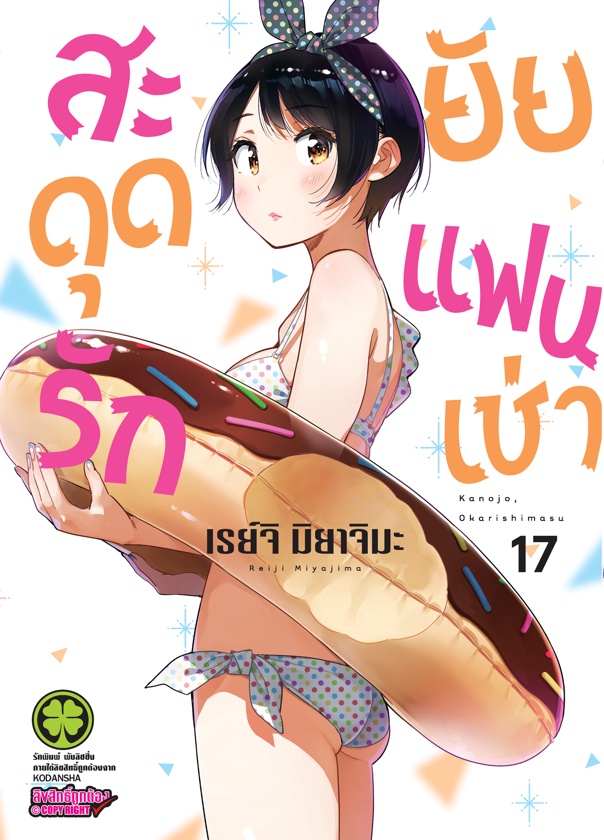 สะ
ดุด
รัก
ยัย
แฟน
เช่า
Kanojo,
Okarishimasu
17
เรย์จิ มิยาจิมะ
Reiji Miyajima
รักพิมพ์ พับลิชชิ่ง
ภายใต้ลิขสิทธิ์ถูกต้องจาก
KODANSHA
ลิขสิทธิ์ถูกต้อง
© COPY RIGHT